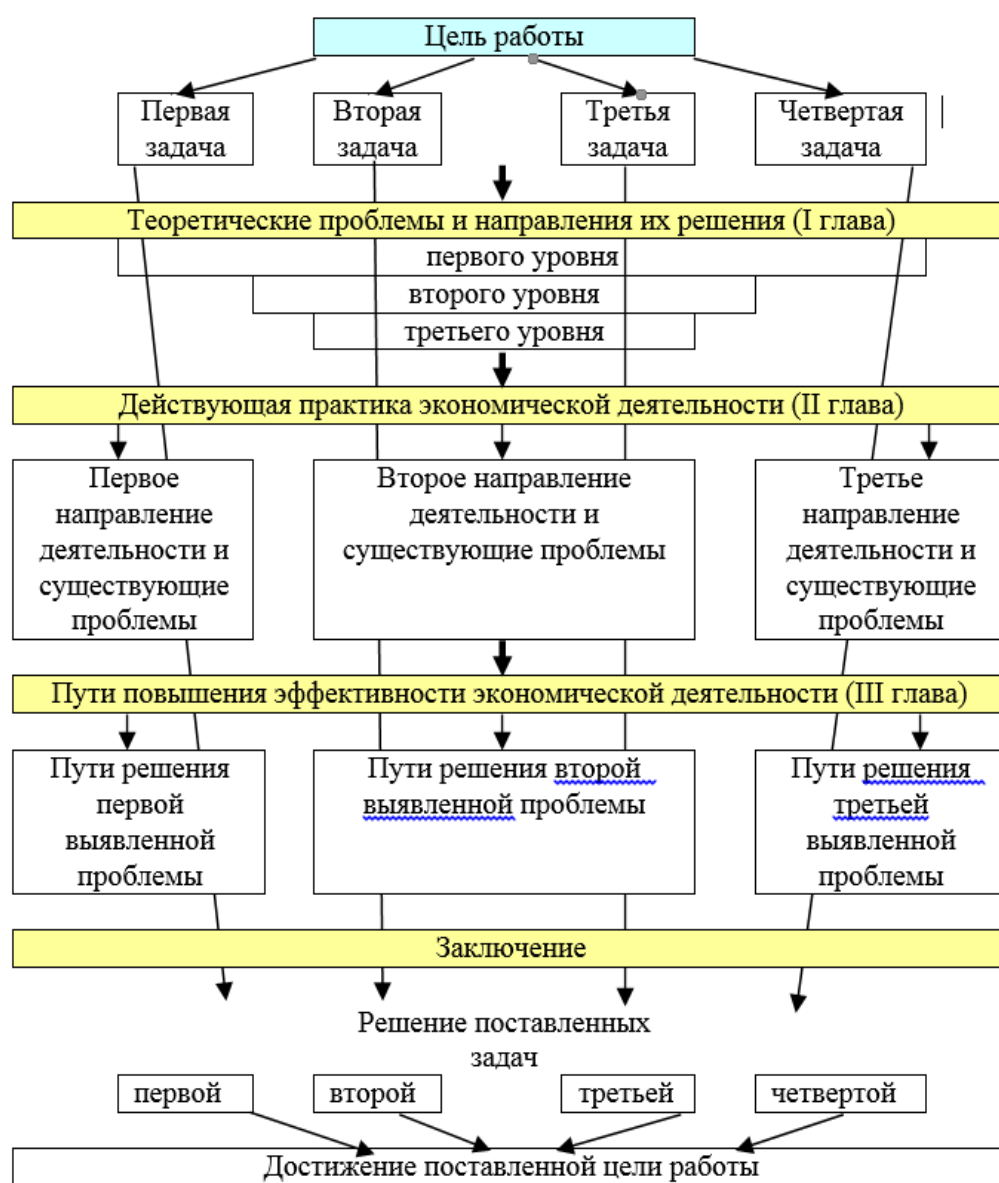 Цель работы
Первая
задача
Вторая
задача
Третья
задача
Четвертая
задача
Теоретические проблемы и направления их решения (I глава)
первого уровня
второго уровня
третьего уровня
Действующая практика экономической деятельности (II глава)
Первое
направление
деятельности и
существующие
проблемы
Второе направление
деятельности и
существующие проблемы
Третье
направление
деятельности и
существующие
проблемы
Пути повышения эффективности экономической деятельности (III глава)
Пути решения
первой
выявленной
проблемы
Пути решения второй
выявленной проблемы
Пути решения
третьей
выявленной
проблемы
Заключение
Решение поставленных
задач
первой
второй
третьей
четвертой
Достижение поставленной цели работы